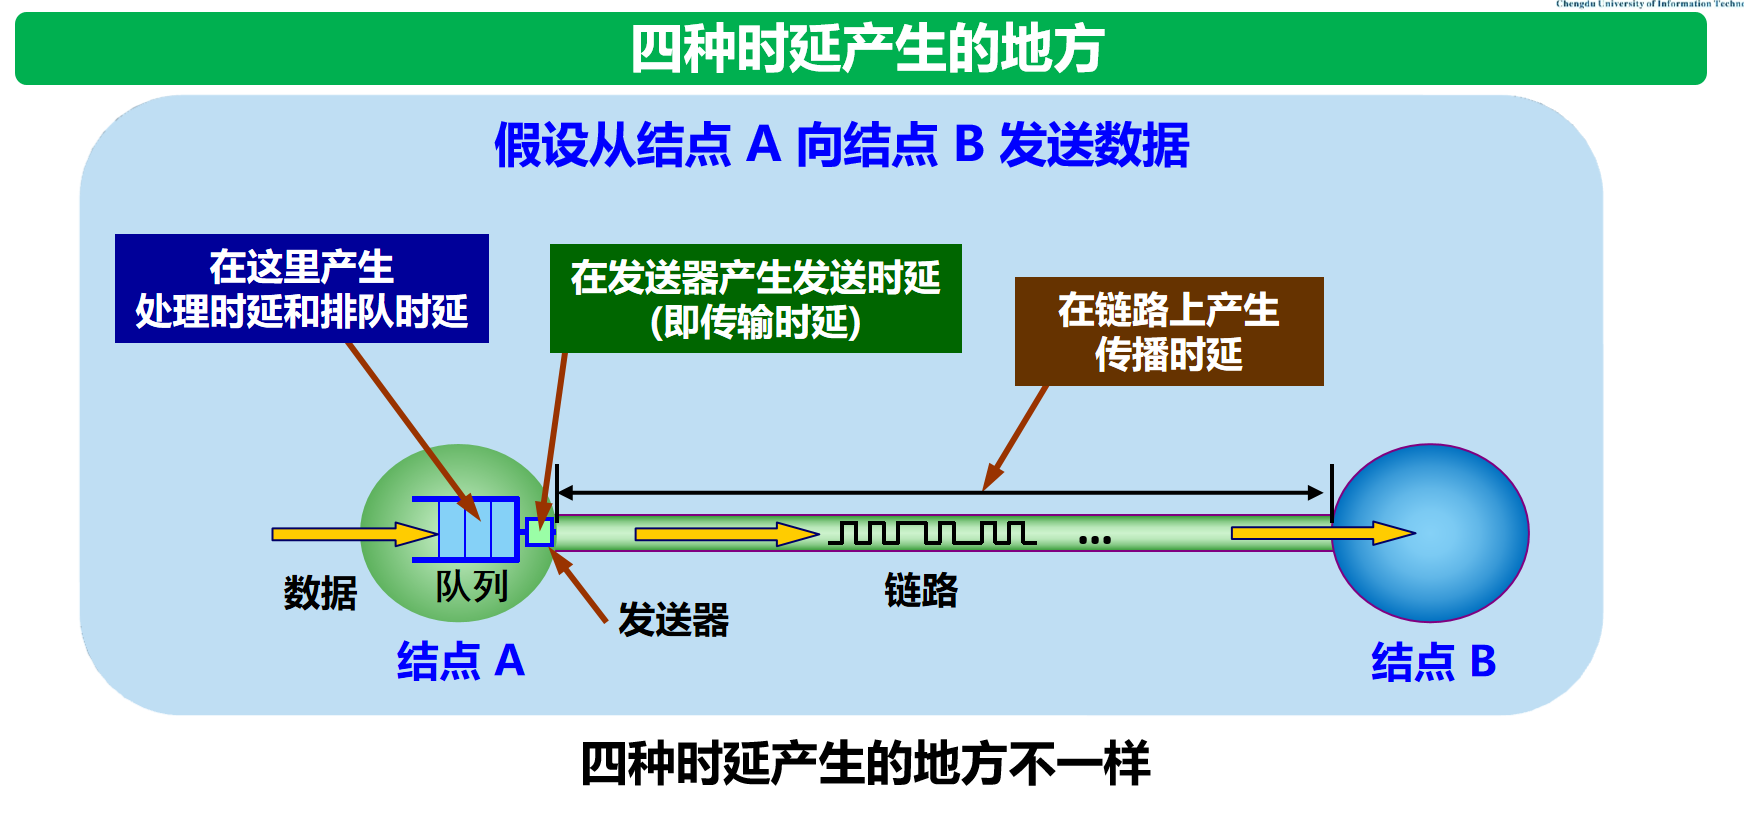 Chengdu University of Information Techno
四种时延产生的地方
假设从结点 A 向结点 B 发送数据
在这里产生
处理时延和排队时延
在发送器产生发送时延
(即传输时延)
在链路上产生
传播时延
...
数据
队列
发送器
链路
结点 A
结点 B
四种时延产生的地方不一样